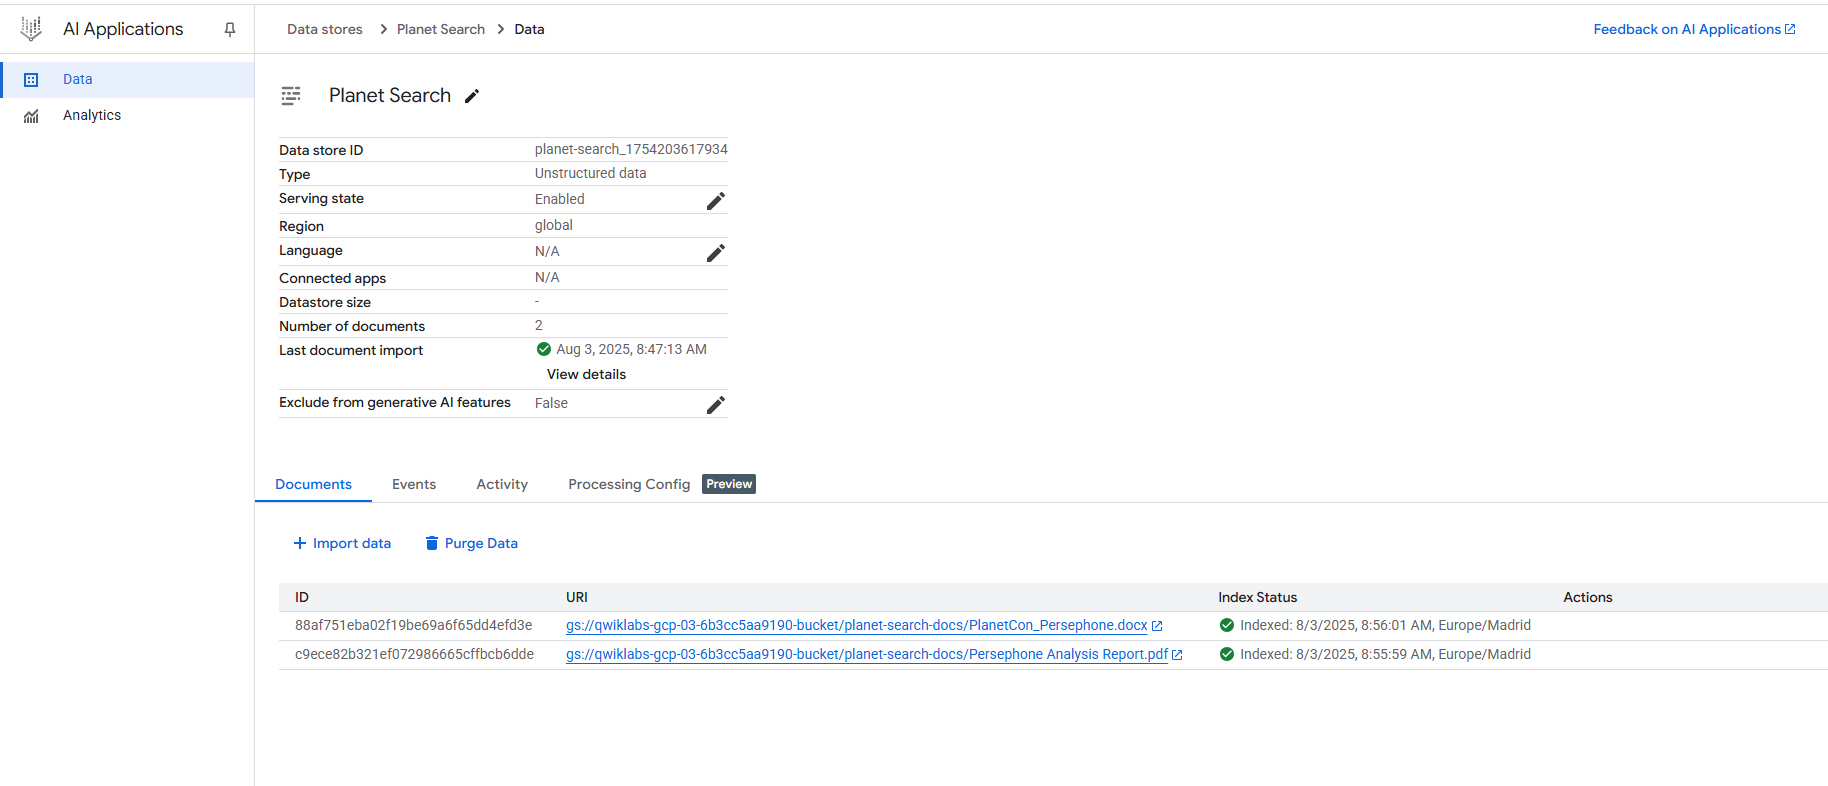 AI Applications
Data stores > Planet Search > Data
Feedback on AI Applications
Data
Analytics
Planet Search
Data store ID planet-search_1754203617934
Type Unstructured data
Serving state Enabled
Region global
Language N/A
Connected apps N/A
Datastore size -
Number of documents 2
Last document import Aug 3, 2025, 8:47:13 AM
View details
Exclude from generative AI features False
Documents Events Activity Processing Config Preview
+ Import data Purge Data
ID URI Index Status Actions
88af751eba02f19be69a6f65dd4efd3e gs://qwiklabs-gcp-03-6b3cc5aa9190-bucket/planet-search-docs/PlanetCon_Persephone.docx Indexed: 8/3/2025, 8:56:01 AM, Europe/Madrid
c9ece82b321ef072986665cffbcb6dde gs://qwiklabs-gcp-03-6b3cc5aa9190-bucket/planet-search-docs/Persephone Analysis Report.pdf Indexed: 8/3/2025, 8:55:59 AM, Europe/Madrid